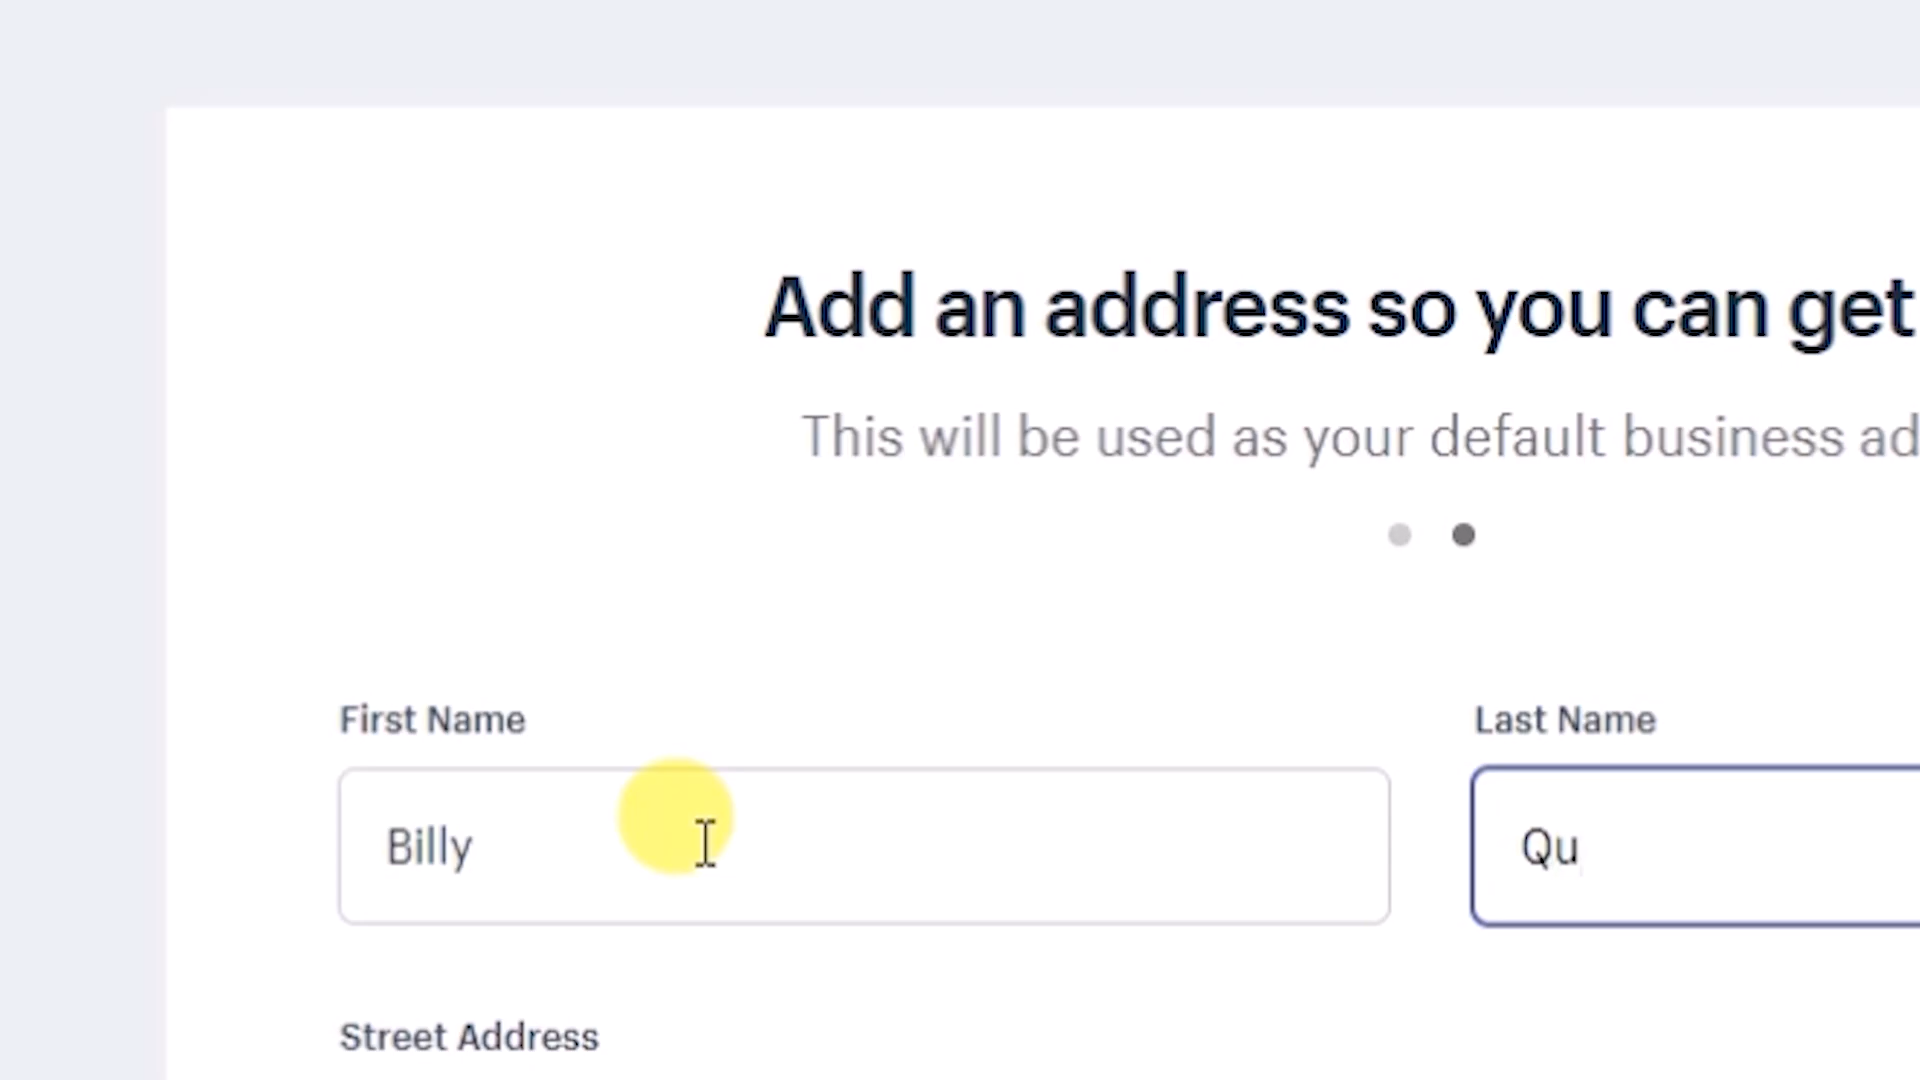 Add an address so you can get
This will be used as your default business ad
First Name
Last Name
Billy
Qu
Street Address